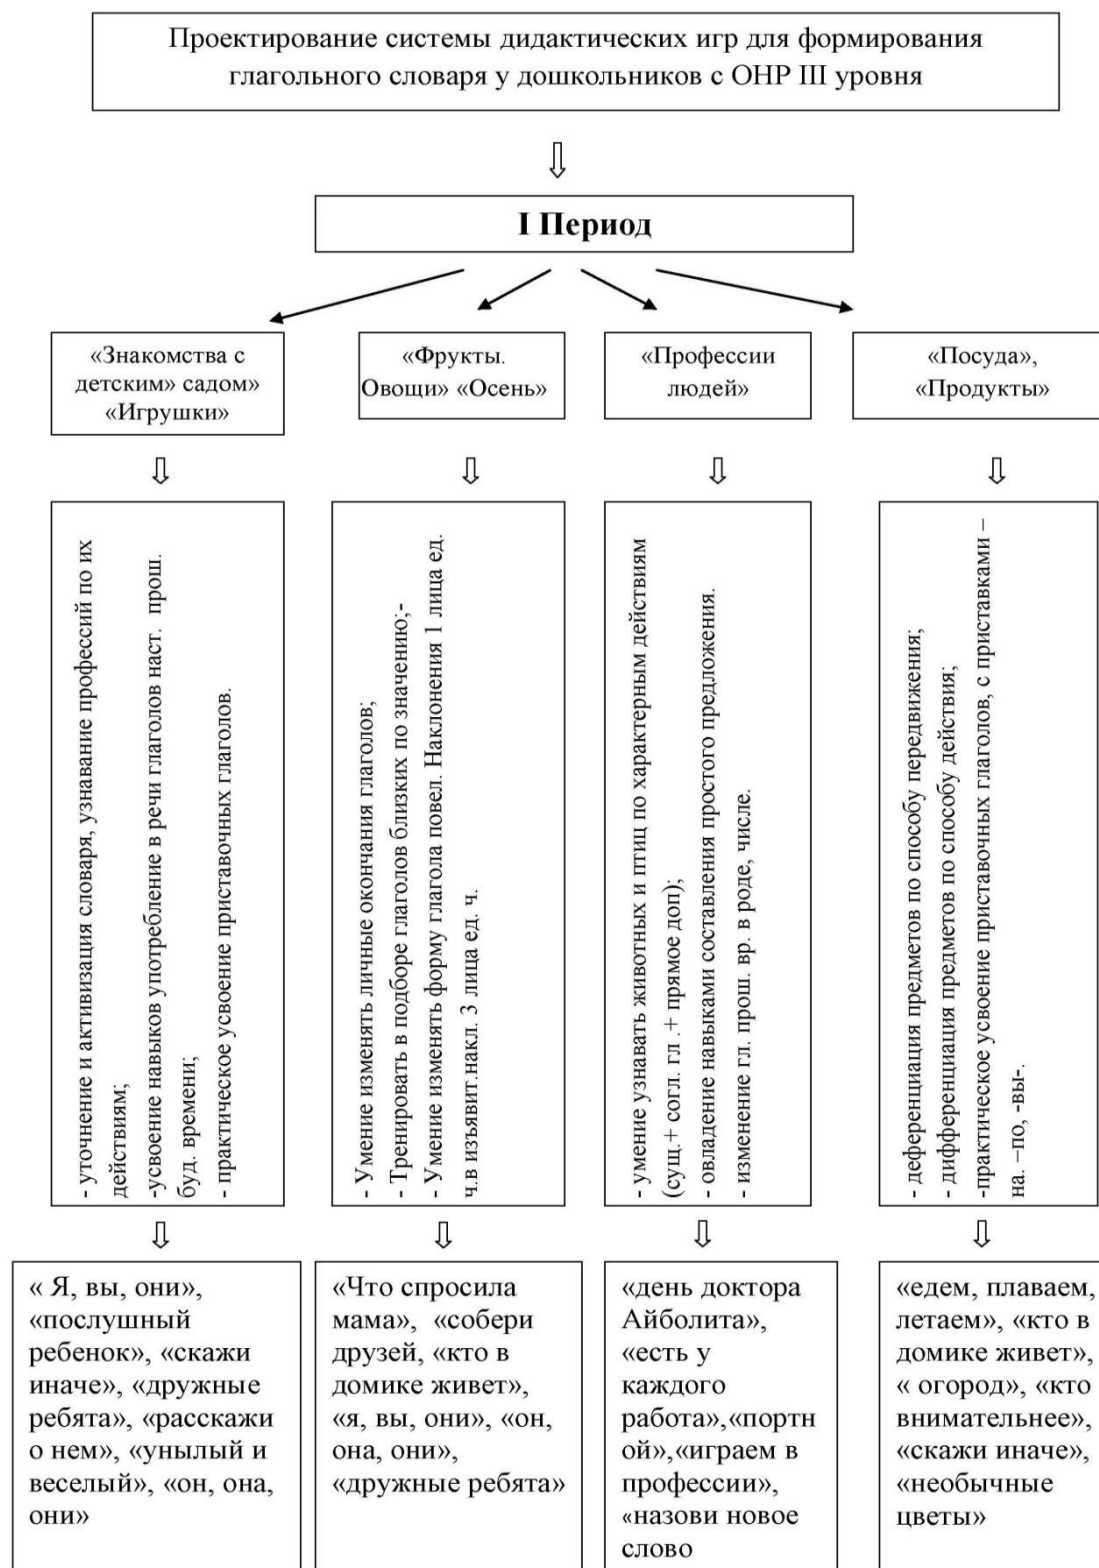 Проектирование системы дидактических игр для формирования
глагольного словаря у дошкольников с ОНР III уровня
I Период
«Знакомства с
детским» садом»
«Игрушки»
«Фрукты.
Овощи» «Осень»
«Профессии
людей»
«Посуда»,
«Продукты»
- уточнение и активизация словаря, узнавание профессий по их
действиям;
-усвоение навыков употребление в речи глаголов наст. прош.
буд. времени;
- практическое усвоение приставочных глаголов.
- Умение изменять личные окончания глаголов;
- Тренировать в подборе глаголов близких по значению;-
- Умение изменять форму глагола повел. Наклонения 1 лица ед.
ч.в изъявит.накл. 3 лица ед. ч.
- умение узнавать животных и птиц по характерным действиям
(сущ.+ согл. гл .+ прямое доп);
- овладение навыками составления простого предложения.
- изменение гл. прош. вр. в роде, числе.
- деференциация предметов по способу передвижения;
- дифференциация предметов по способу действия;
-практическое усвоение приставочных глаголов, с приставками –
на. –по, -вы-.
« Я, вы, они»,
«послушный
ребенок», «скажи
иначе», «дружные
ребята», «расскажи
о нем», «унылый и
веселый», «он, она,
они»
«Что спросила
мама», «собери
друзей, «кто в
домике живет»,
«я, вы, они», «он,
она, они»,
«дружные ребята»
«день доктора
Айболита»,
«есть у
каждого
работа»,«портн
ой»,«играем в
профессии»,
«назови новое
слово
«едем, плаваем,
летаем», «кто в
домике живет»,
« огород», «кто
внимательнее»,
«скажи иначе»,
«необычные
цветы»